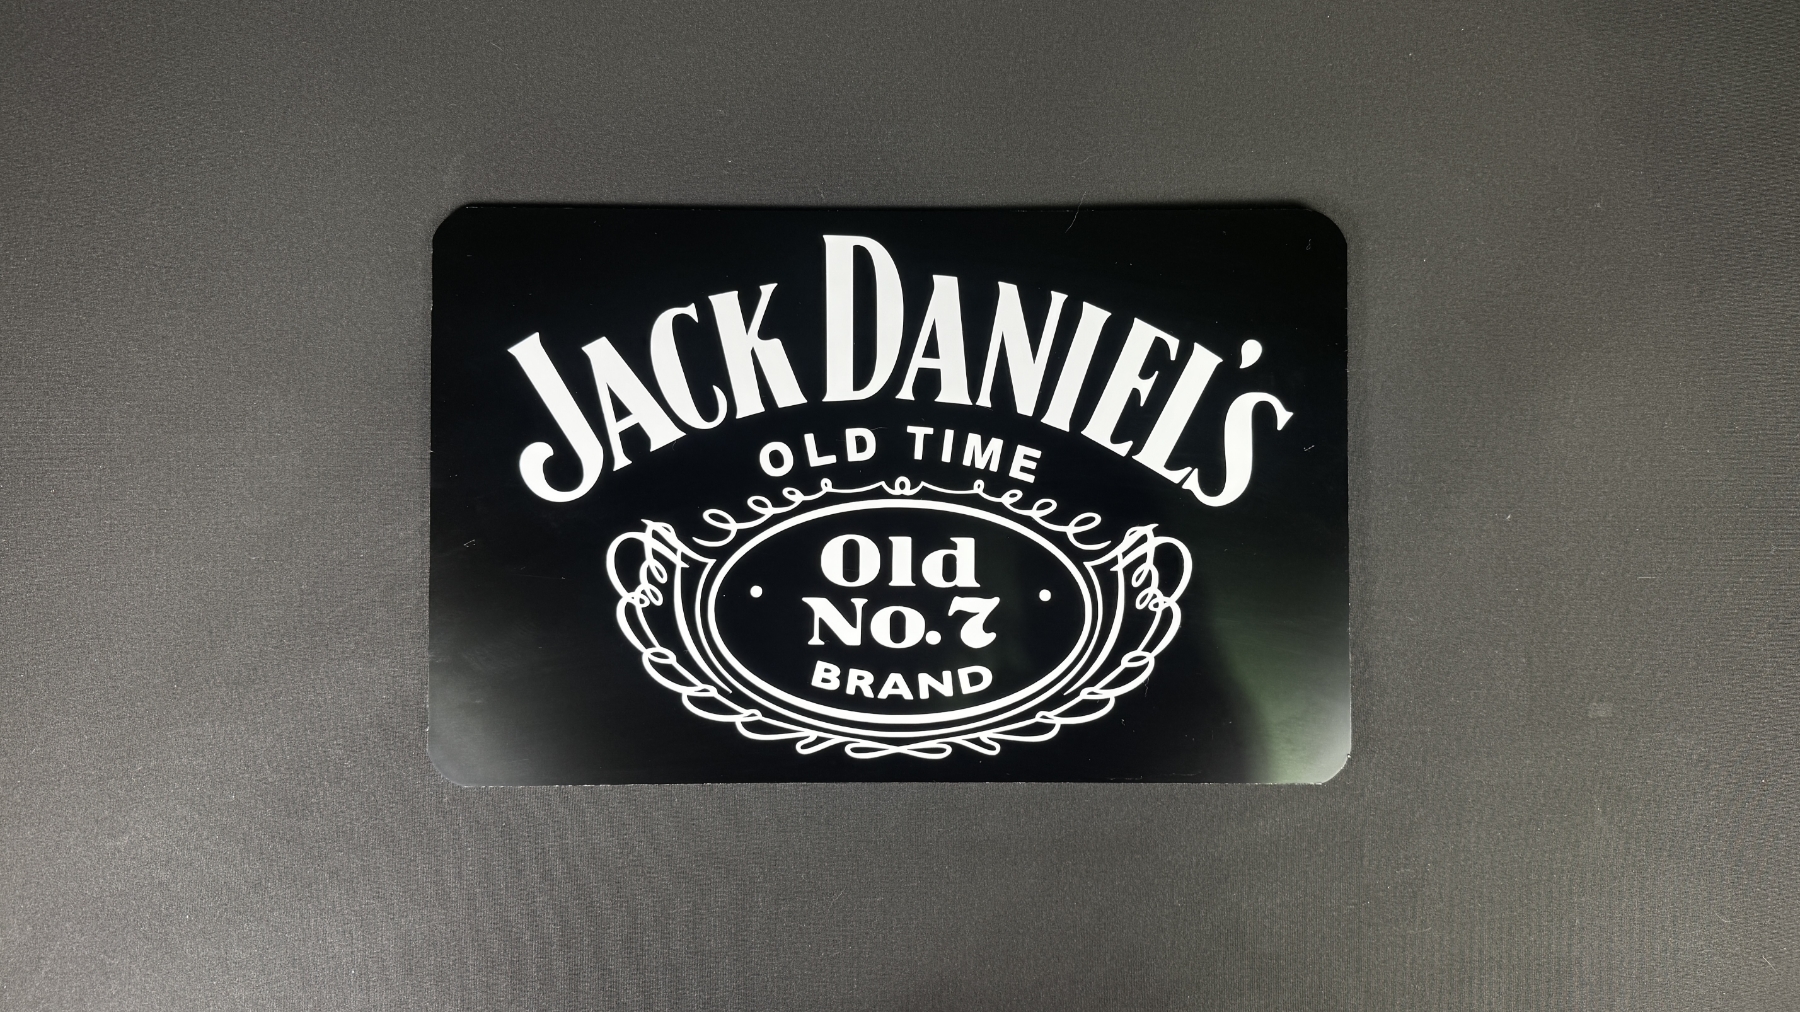 JACK DANIEL'S
OLD TIME
Old
No.7
BRAND